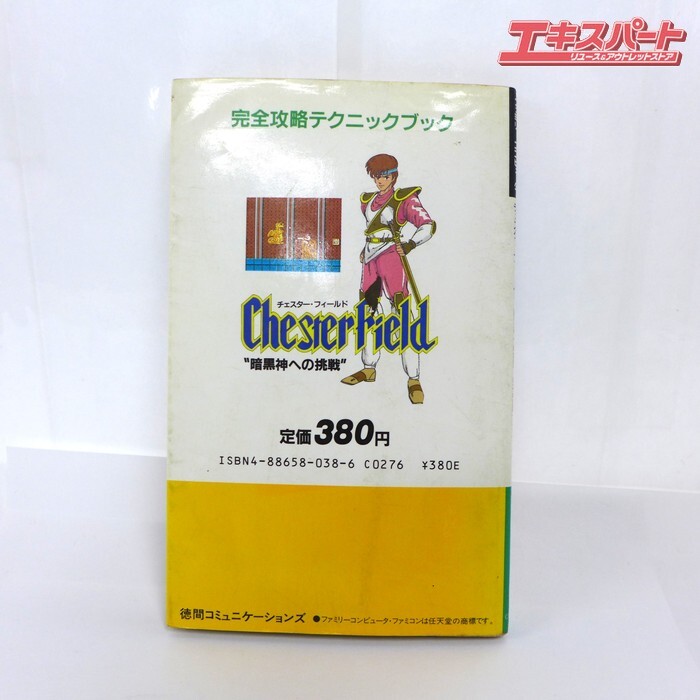 エキスパート
リユース&アウトレットストア
完全攻略テクニックブック
チェスター・フィールド
Chester Field
“暗黒神への挑戦”
定価380円
ISBN4-88658-038-6 C0276 ¥380E
徳間コミュニケーションズ ●ファミリーコンピュータ・ファミコンは任天堂の商標です。